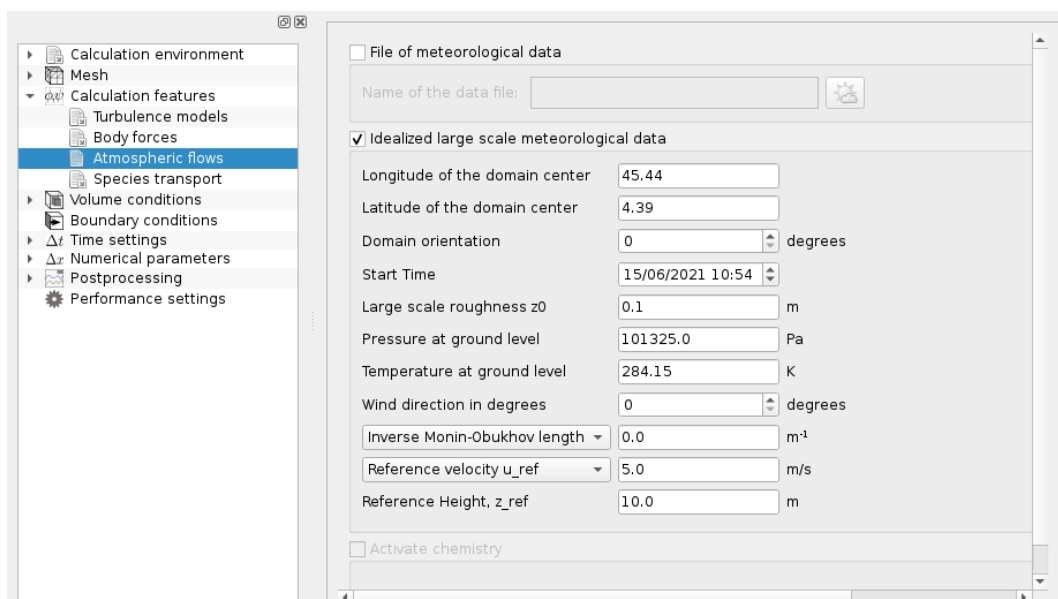 Calculation environment
Mesh
Calculation features
Turbulence models
Body forces
Atmospheric flows
Species transport
Volume conditions
Boundary conditions
Δt Time settings
Δx Numerical parameters
Postprocessing
Performance settings
File of meteorological data
Name of the data file:
Idealized large scale meteorological data
Longitude of the domain center 45.44
Latitude of the domain center 4.39
Domain orientation 0 degrees
Start Time 15/06/2021 10:54
Large scale roughness z0 0.1 m
Pressure at ground level 101325.0 Pa
Temperature at ground level 284.15 K
Wind direction in degrees 0 degrees
Inverse Monin-Obukhov length 0.0 m⁻¹
Reference velocity u_ref 5.0 m/s
Reference Height, z_ref 10.0 m
Activate chemistry